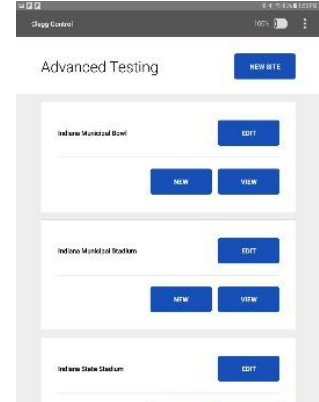 Clegg Control 100%
Advanced Testing NEW SITE
Indiana Municipal Bowl EDIT
NEW VIEW
Indiana Municipal Stadium EDIT
NEW VIEW
Indiana State Stadium EDIT